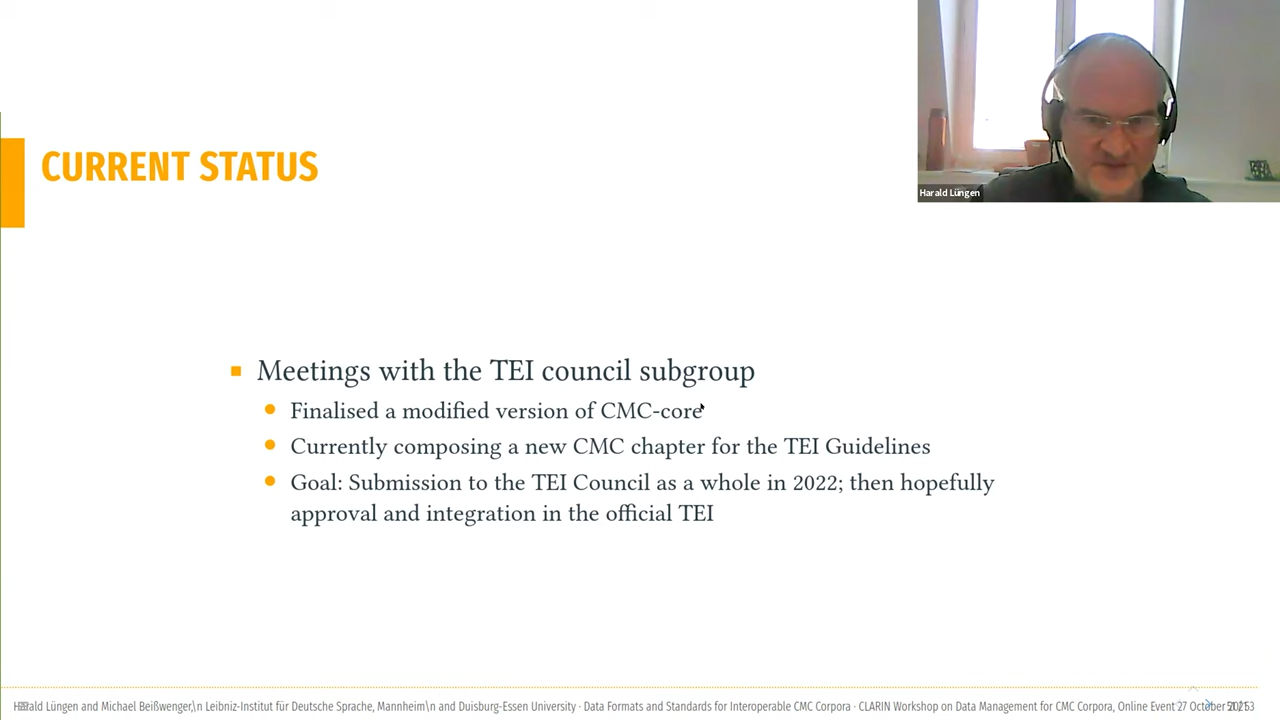 Harald Lüngen
CURRENT STATUS
Meetings with the TEI council subgroup
Finalised a modified version of CMC-core
Currently composing a new CMC chapter for the TEI Guidelines
Goal: Submission to the TEI Council as a whole in 2022; then hopefully
approval and integration in the official TEI
Harald Lüngen and Michael Beißwenger,\n Leibniz-Institut für Deutsche Sprache, Mannheim\n and Duisburg-Essen University · Data Formats and Standards for Interoperable CMC Corpora · CLARIN Workshop on Data Management for CMC Corpora, Online Event 27 October 2021